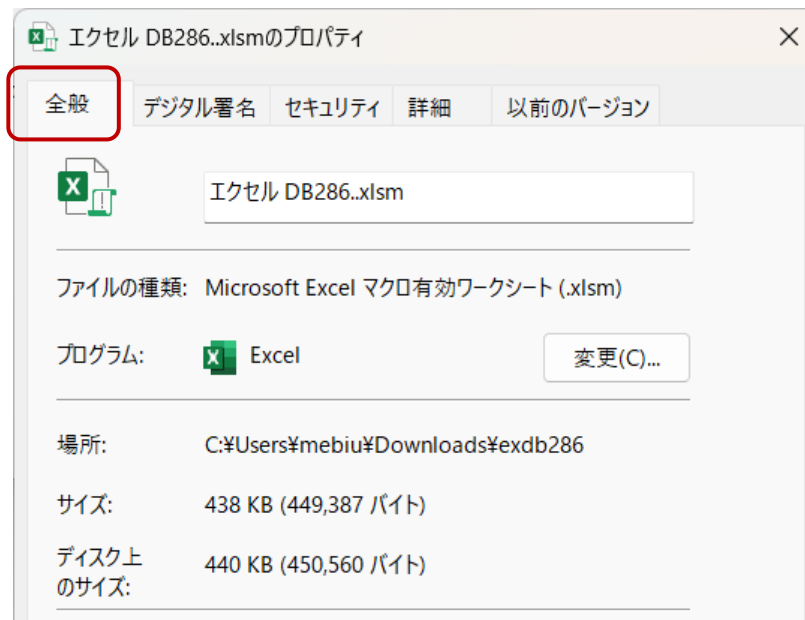 エクセル DB286..xlsmのプロパティ
全般 デジタル署名 セキュリティ 詳細 以前のバージョン
エクセル DB286..xlsm
ファイルの種類: Microsoft Excel マクロ有効ワークシート (.xlsm)
プログラム: Excel 変更(C)...
場所: C:¥Users¥mebiu¥Downloads¥exdb286
サイズ: 438 KB (449,387 バイト)
ディスク上
のサイズ: 440 KB (450,560 バイト)